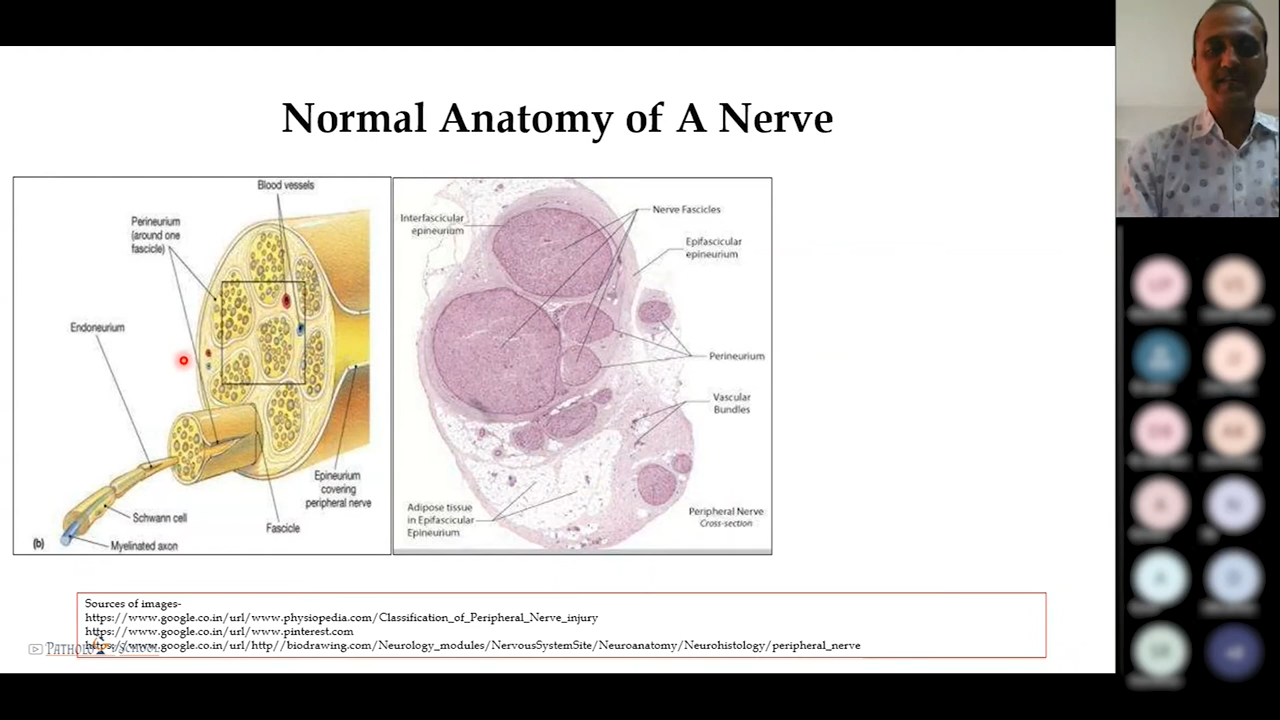 Normal Anatomy of A Nerve
Blood vessels
Perineurium
(around one
fascicle)
Endoneurium
Epineurium
covering
peripheral nerve
Schwann cell
Fascicle
(b)
Myelinated axon
Interfascicular
epineurium
Nerve Fascicles
Epifascicular
epineurium
Perineurium
Vascular
Bundles
Adipose tissue
in Epifascicular
Epineurium
Peripheral Nerve
Cross-section
Sources of images-
https://www.google.co.in/url/www.physiopedia.com/Classification_of_Peripheral_Nerve_injury
https://www.google.co.in/url/www.pinterest.com
https://www.google.co.in/url/http//biodrawing.com/Neurology_modules/NervousSystemSite/Neuroanatomy/Neurohistology/peripheral_nerve